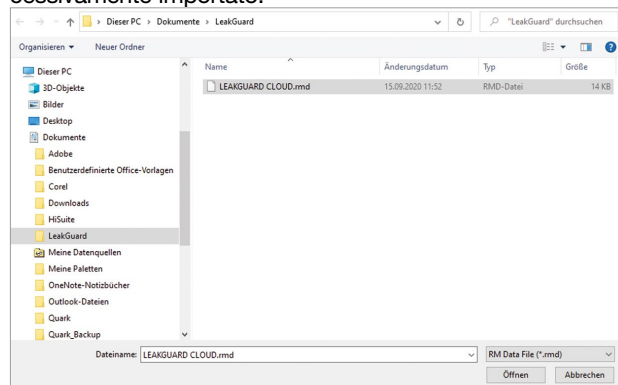 cessivamente importato.
Dieser PC > Dokumente > LeakGuard
"LeakGuard" durchsuchen
Organisieren Neuer Ordner
Name Änderungsdatum Typ Größe
LEAKGUARD CLOUD.rmd 15.09.2020 11:52 RMD-Datei 14 KB
Dieser PC
3D-Objekte
Bilder
Desktop
Dokumente
Adobe
Benutzerdefinierte Office-Vorlagen
Corel
Downloads
HiSuite
LeakGuard
Meine Datenquellen
Meine Paletten
OneNote-Notizbücher
Outlook-Dateien
Quark
Quark_Backup
Dateiname: LEAKGUARD CLOUD.rmd RM Data File (*.rmd)
Öffnen Abbrechen